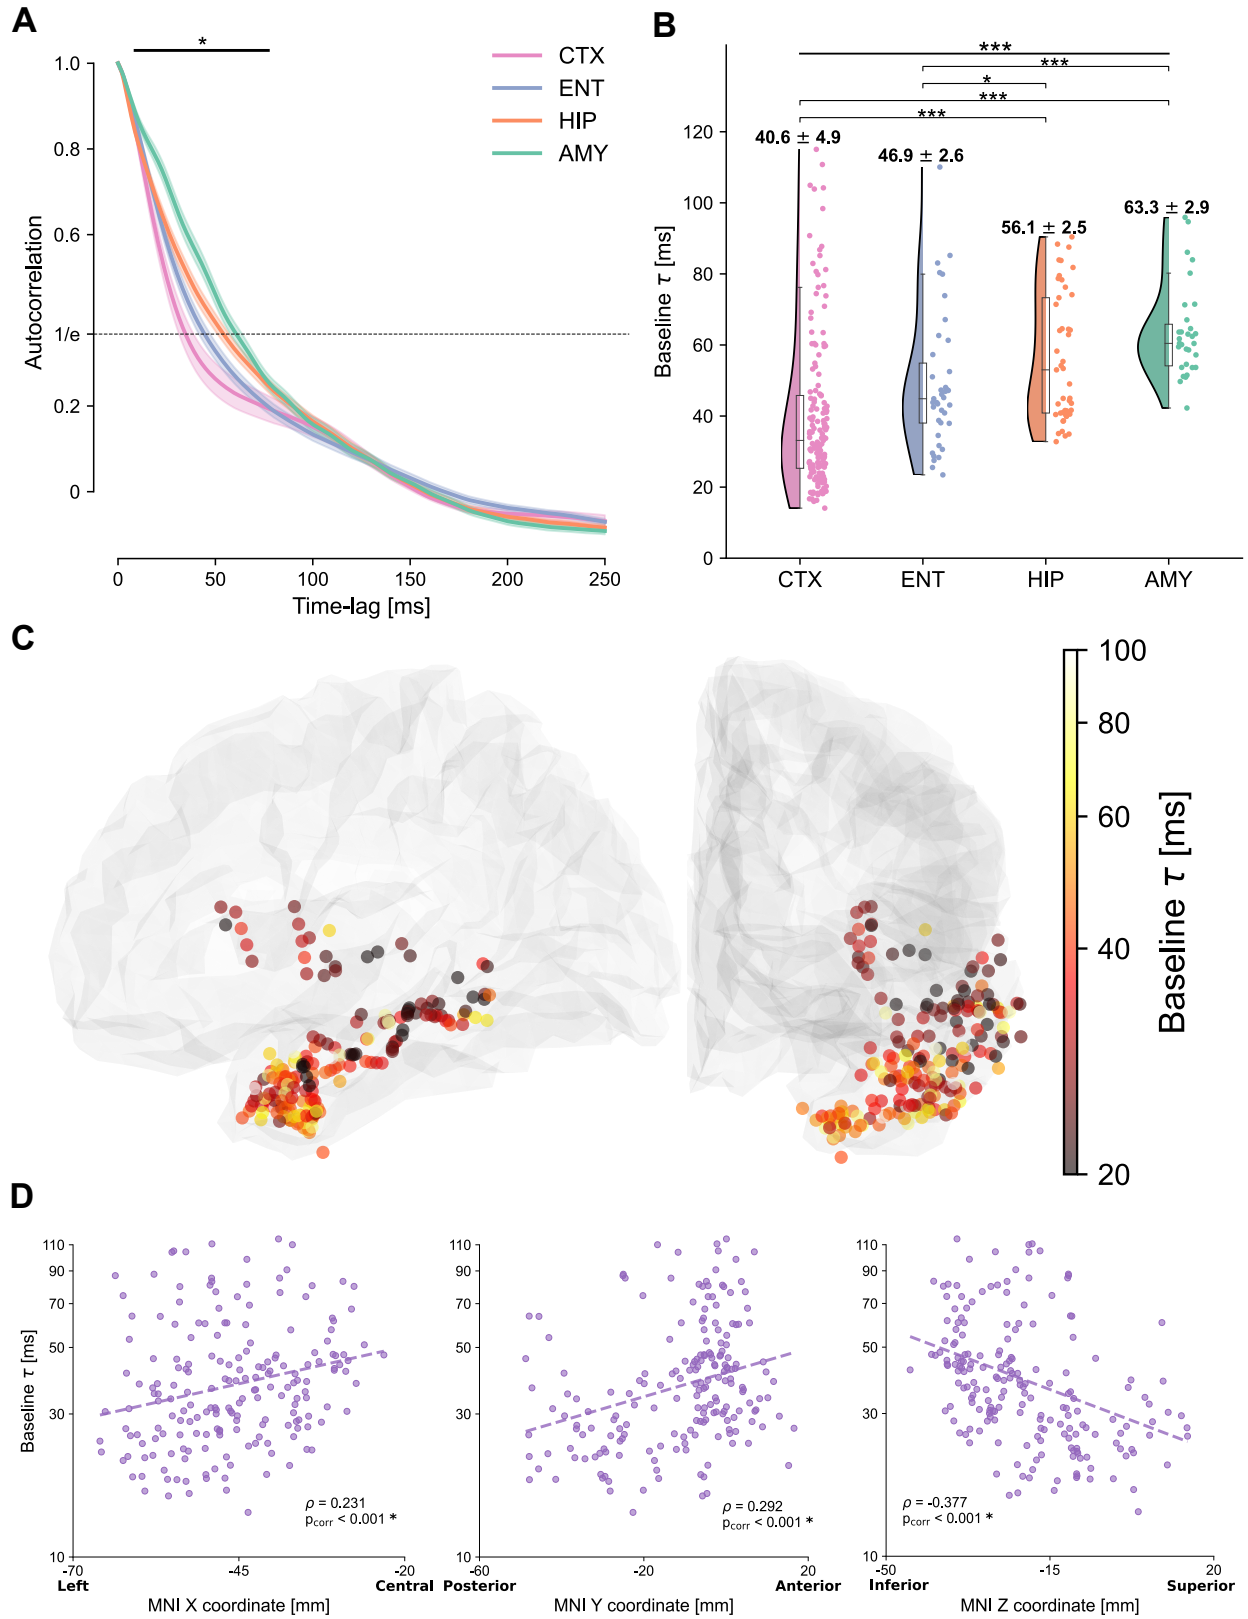 A
*
CTX
ENT
HIP
AMY
1.0
0.8
0.6
1/e
0.2
0
Autocorrelation
0
50
100
150
200
250
Time-lag [ms]
B
***
***
*
***
***
40.6 ± 4.9
46.9 ± 2.6
56.1 ± 2.5
63.3 ± 2.9
120
100
80
60
40
20
0
Baseline τ [ms]
CTX
ENT
HIP
AMY
C
100
80
60
40
20
Baseline τ [ms]
D
110
90
70
50
30
10
Baseline τ [ms]
ρ = 0.231
pcorr < 0.001 *
-70
-45
-20
Left
Central
MNI X coordinate [mm]
110
90
70
50
30
10
ρ = 0.292
pcorr < 0.001 *
-60
-20
20
Posterior
Anterior
MNI Y coordinate [mm]
110
90
70
50
30
10
ρ = -0.377
pcorr < 0.001 *
-50
-15
20
Inferior
Superior
MNI Z coordinate [mm]